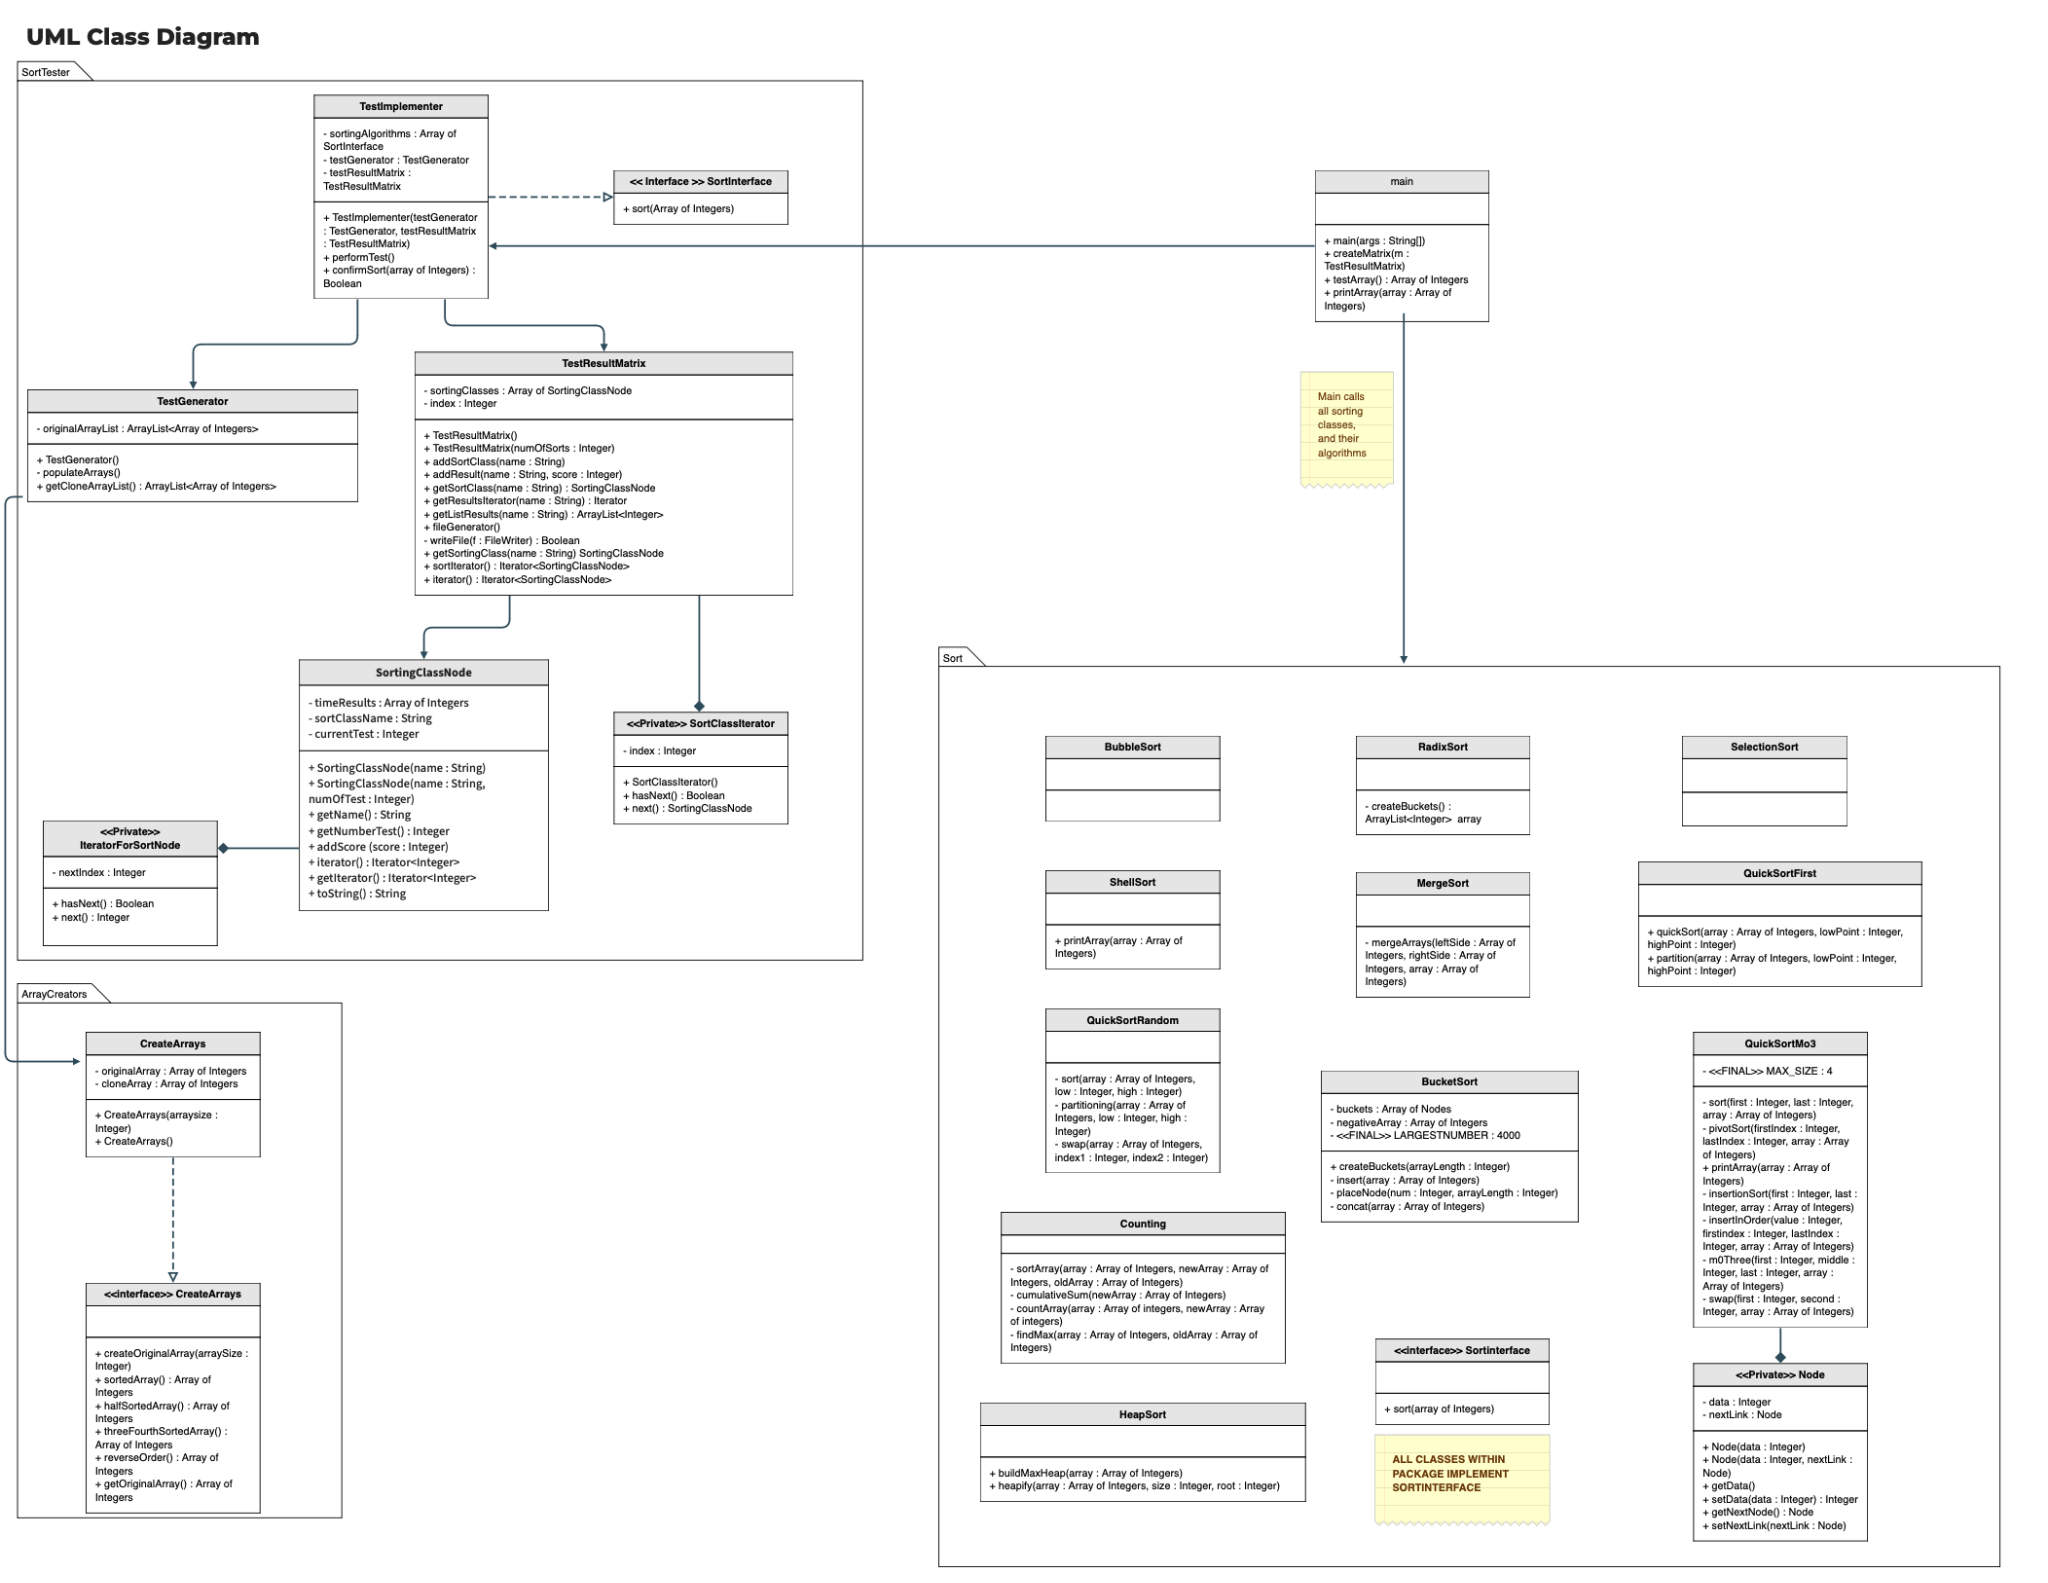 UML Class Diagram
SortTester
TestImplementer
- sortingAlgorithms : Array of
SortInterface
- testGenerator : TestGenerator
- testResultMatrix :
TestResultMatrix
+ TestImplementer(testGenerator
: TestGenerator, testResultMatrix
: TestResultMatrix)
+ performTest()
+ confirmSort(array of Integers) :
Boolean
<< Interface >> SortInterface
+ sort(Array of Integers)
main
+ main(args : String[])
+ createMatrix(m :
TestResultMatrix)
+ testArray() : Array of Integers
+ printArray(array : Array of
Integers)
TestGenerator
- originalArrayList : ArrayList<Array of Integers>
+ TestGenerator()
- populateArrays()
+ getCloneArrayList() : ArrayList<Array of Integers>
TestResultMatrix
- sortingClasses : Array of SortingClassNode
- index : Integer
+ TestResultMatrix()
+ TestResultMatrix(numOfSorts : Integer)
+ addSortClass(name : String)
+ addResult(name : String, score : Integer)
+ getSortClass(name : String) : SortingClassNode
+ getResultsIterator(name : String) : Iterator
+ getListResults(name : String) : ArrayList<Integer>
+ fileGenerator()
- writeFile(f : FileWriter) : Boolean
+ getSortingClass(name : String) SortingClassNode
+ sortIterator() : Iterator<SortingClassNode>
+ iterator() : Iterator<SortingClassNode>
Main calls
all sorting
classes,
and their
algorithms
SortingClassNode
- timeResults : Array of Integers
- sortClassName : String
- currentTest : Integer
+ SortingClassNode(name : String)
+ SortingClassNode(name : String,
numOfTest : Integer)
+ getName() : String
+ getNumberTest() : Integer
+ addScore (score : Integer)
+ iterator() : Iterator<Integer>
+ getIterator() : Iterator<Integer>
+ toString() : String
<<Private>> SortClassIterator
- index : Integer
+ SortClassIterator()
+ hasNext() : Boolean
+ next() : SortingClassNode
<<Private>>
IteratorForSortNode
- nextIndex : Integer
+ hasNext() : Boolean
+ next() : Integer
ArrayCreators
CreateArrays
- originalArray : Array of Integers
- cloneArray : Array of Integers
+ CreateArrays(arraysize :
Integer)
+ CreateArrays()
<<interface>> CreateArrays
+ createOriginalArray(arraySize :
Integer)
+ sortedArray() : Array of
Integers
+ halfSortedArray() : Array of
Integers
+ threeFourthSortedArray() :
Array of Integers
+ reverseOrder() : Array of
Integers
+ getOriginalArray() : Array of
Integers
Sort
BubbleSort
RadixSort
- createBuckets() :
ArrayList<Integer> array
SelectionSort
ShellSort
+ printArray(array : Array of
Integers)
MergeSort
- mergeArrays(leftSide : Array of
Integers, rightSide : Array of
Integers, array : Array of
Integers)
QuickSortFirst
+ quickSort(array : Array of Integers, lowPoint : Integer,
highPoint : Integer)
+ partition(array : Array of Integers, lowPoint : Integer,
highPoint : Integer)
QuickSortRandom
- sort(array : Array of Integers,
low : Integer, high : Integer)
- partitioning(array : Array of
Integers, low : Integer, high :
Integer)
- swap(array : Array of Integers,
index1 : Integer, index2 : Integer)
BucketSort
- buckets : Array of Nodes
- negativeArray : Array of Integers
- <<FINAL>> LARGESTNUMBER : 4000
+ createBuckets(arrayLength : Integer)
- insert(array : Array of Integers)
- placeNode(num : Integer, arrayLength : Integer)
- concat(array : Array of Integers)
QuickSortMo3
- <<FINAL>> MAX_SIZE : 4
- sort(first : Integer, last : Integer,
array : Array of Integers)
- pivotSort(firstIndex : Integer,
lastIndex : Integer, array : Array
of Integers)
+ printArray(array : Array of
Integers)
- insertionSort(first : Integer, last :
Integer, array : Array of Integers)
- insertInOrder(value : Integer,
firstindex : Integer, lastIndex :
Integer, array : Array of Integers)
- m0Three(first : Integer, middle :
Integer, last : Integer, array :
Array of Integers)
- swap(first : Integer, second :
Integer, array : Array of Integers)
Counting
- sortArray(array : Array of Integers, newArray : Array of
Integers, oldArray : Array of Integers)
- cumulativeSum(newArray : Array of Integers)
- countArray(array : Array of integers, newArray : Array
of integers)
- findMax(array : Array of Integers, oldArray : Array of
Integers)
<<interface>> Sortinterface
+ sort(array of Integers)
<<Private>> Node
- data : Integer
- nextLink : Node
+ Node(data : Integer)
+ Node(data : Integer, nextLink :
Node)
+ getData()
+ setData(data : Integer) : Integer
+ getNextNode() : Node
+ setNextLink(nextLink : Node)
HeapSort
+ buildMaxHeap(array : Array of Integers)
+ heapify(array : Array of Integers, size : Integer, root : Integer)
ALL CLASSES WITHIN
PACKAGE IMPLEMENT
SORTINTERFACE